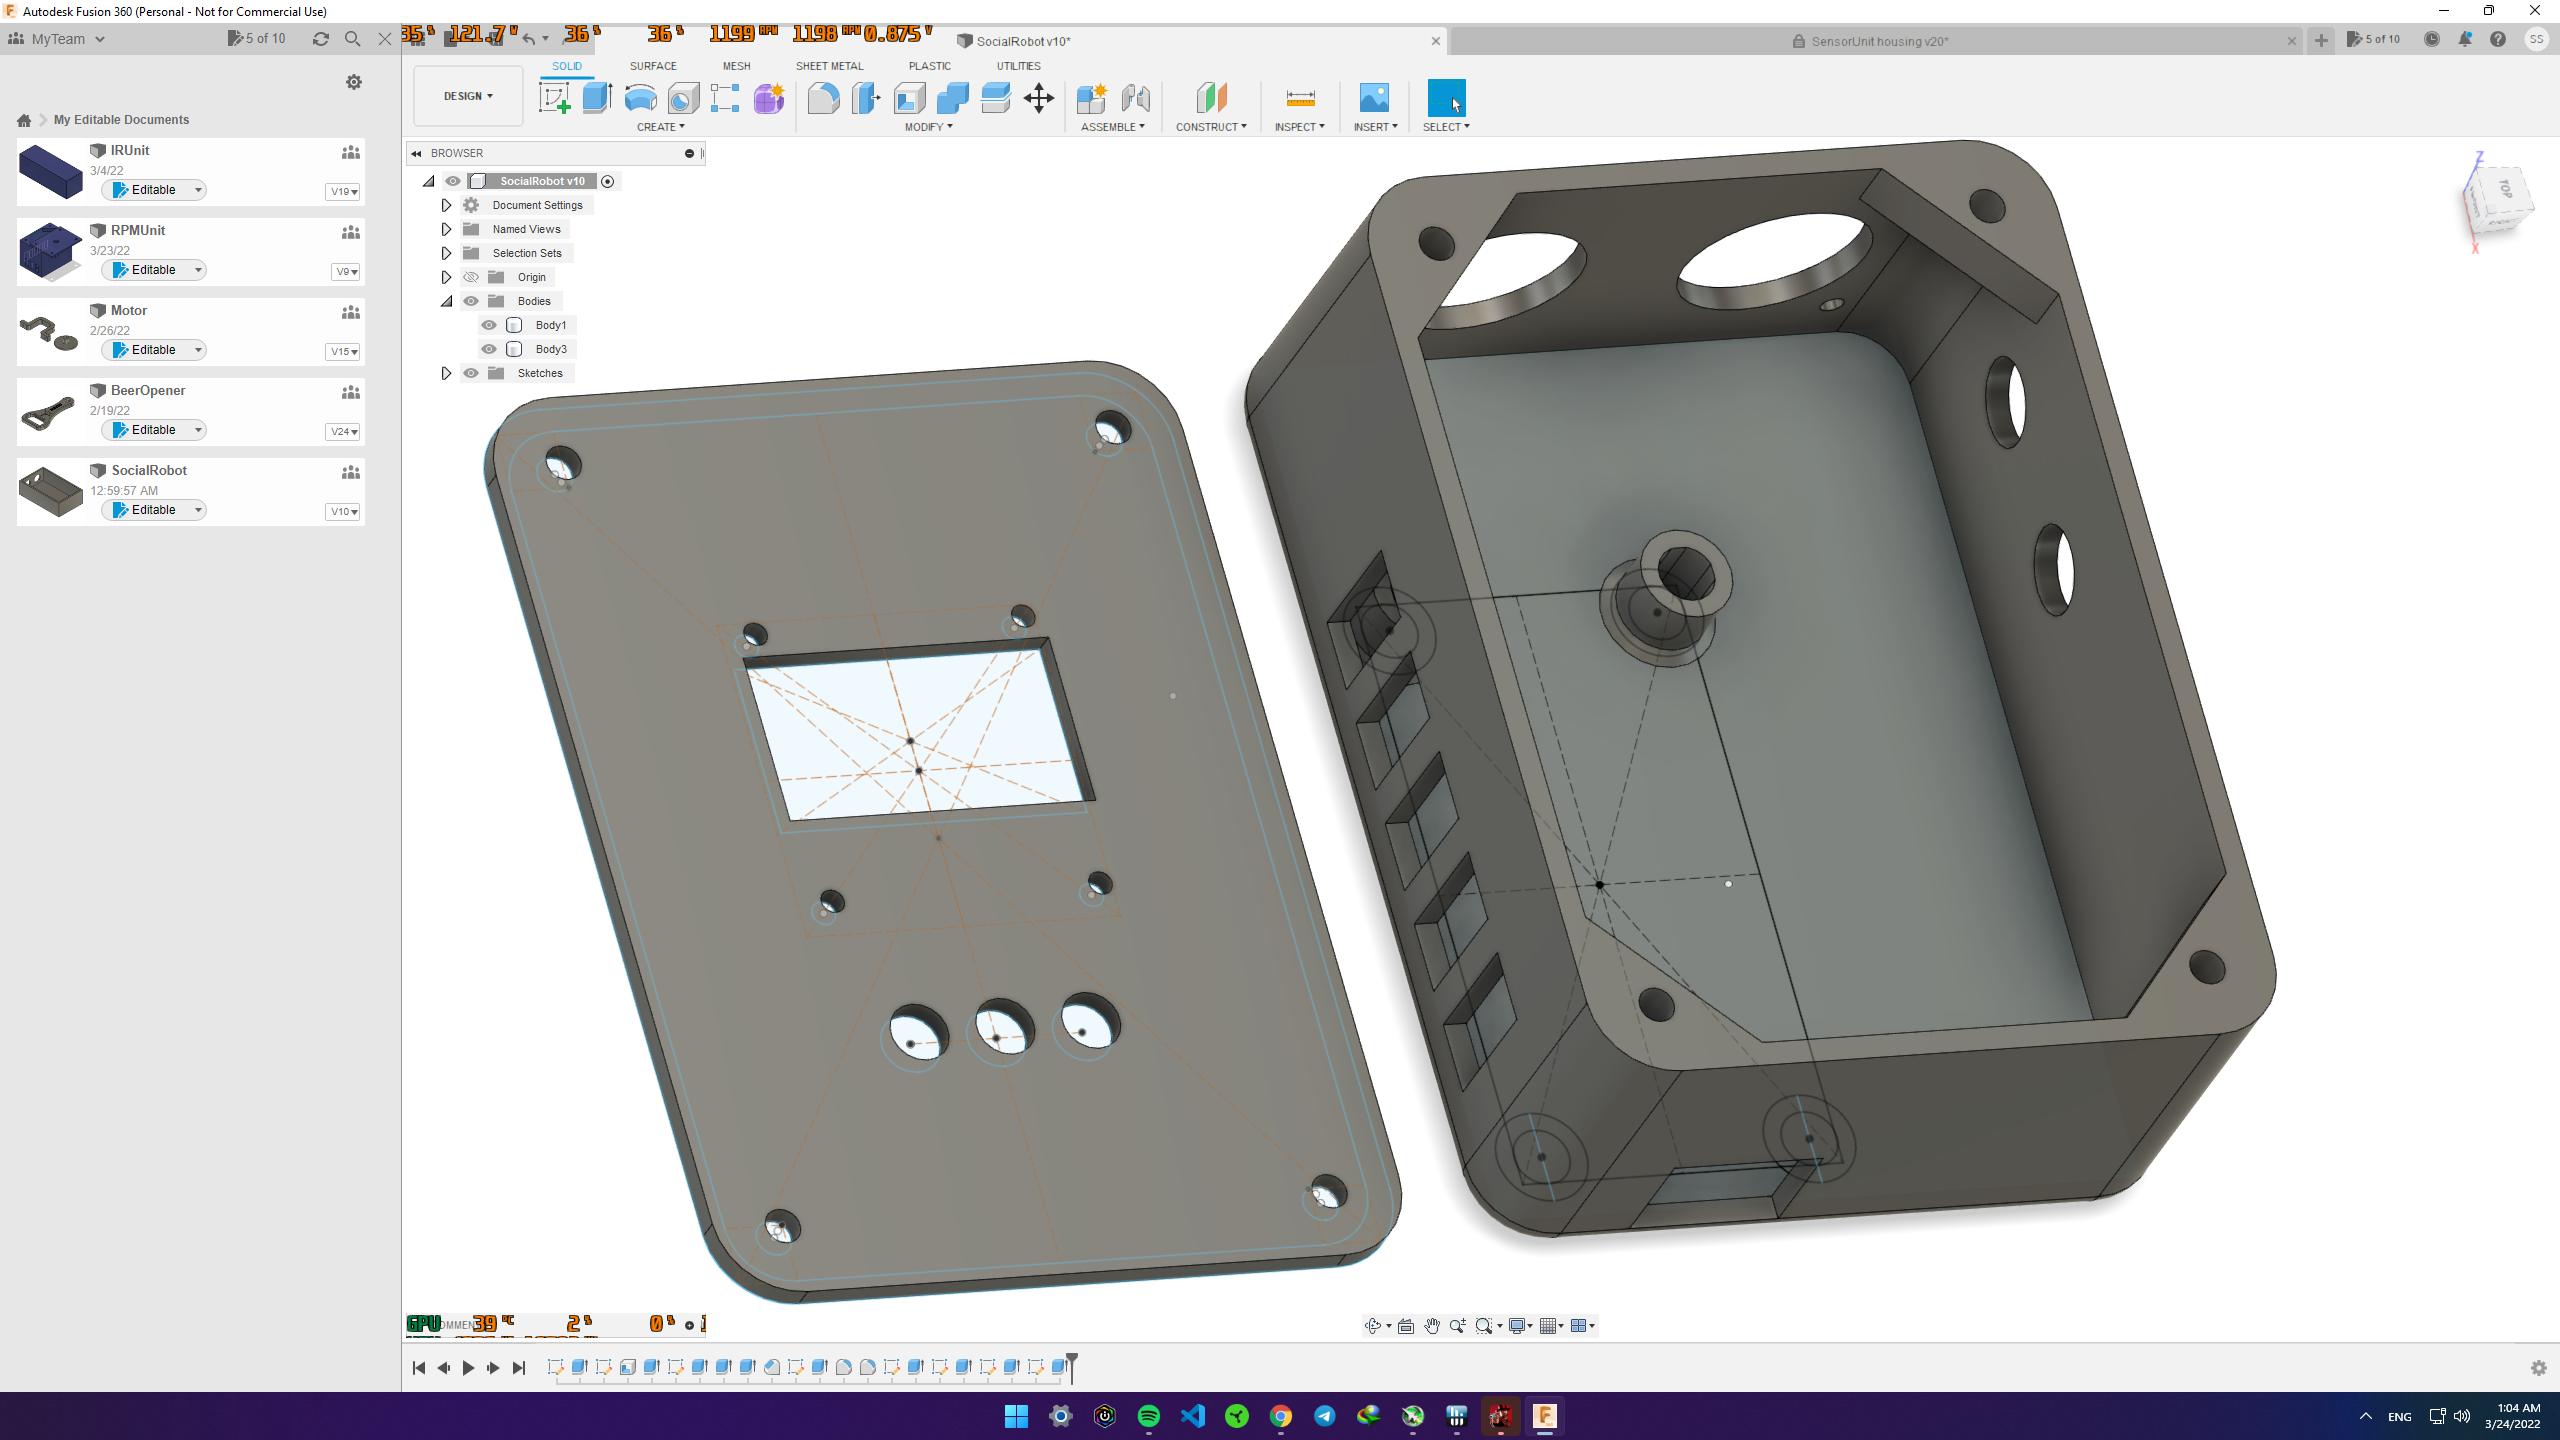 Autodesk Fusion 360 (Personal - Not for Commercial Use)
MyTeam
5 of 10
35 % 121.7 V 36 % 36 % 1199 RPM 1198 RPM 0.875 V
SocialRobot v10*
SensorUnit housing v20*
5 of 10
SS
SOLID
SURFACE
MESH
SHEET METAL
PLASTIC
UTILITIES
DESIGN
CREATE
MODIFY
ASSEMBLE
CONSTRUCT
INSPECT
INSERT
SELECT
My Editable Documents
IRUnit
3/4/22
Editable
V19
RPMUnit
3/23/22
Editable
V9
Motor
2/26/22
Editable
V15
BeerOpener
2/19/22
Editable
V24
SocialRobot
12:59:57 AM
Editable
V10
BROWSER
SocialRobot v10
Document Settings
Named Views
Selection Sets
Origin
Bodies
Body1
Body3
Sketches
Z
TOP
X
GPU 39 °C 2 % 0 %
ENG
1:04 AM
3/24/2022